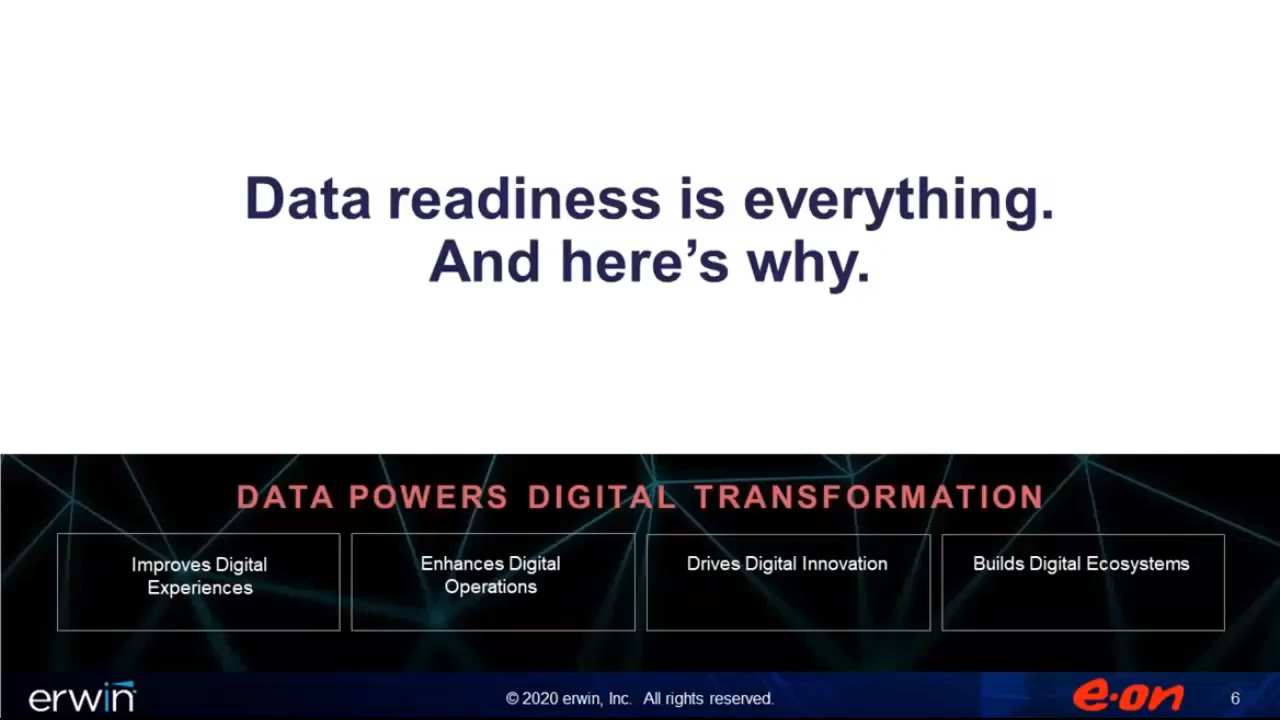 Data readiness is everything.
And here’s why.
DATA POWERS DIGITAL TRANSFORMATION
Improves Digital
Experiences
Enhances Digital
Operations
Drives Digital Innovation
Builds Digital Ecosystems
erwin
© 2020 erwin, Inc. All rights reserved.
e·on
6